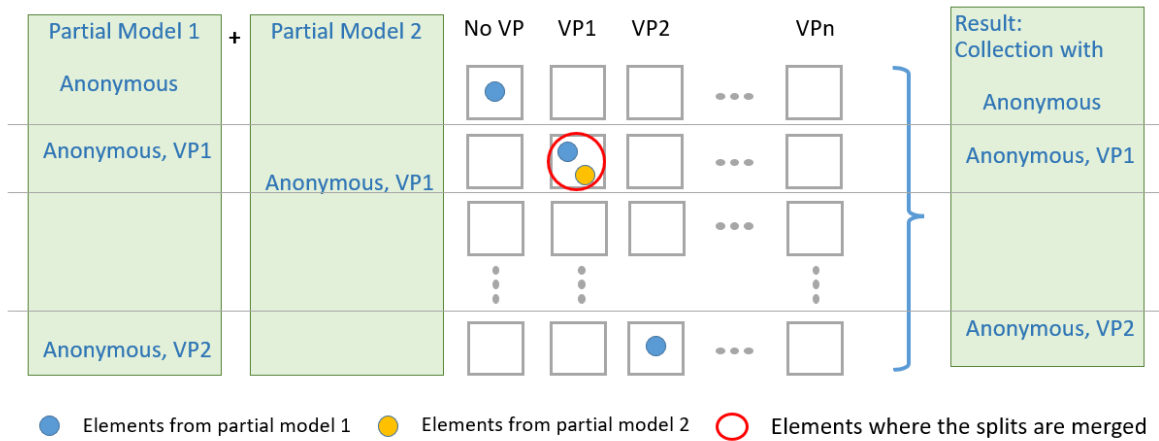 Partial Model 1
+
Partial Model 2
No VP
VP1
VP2
VPn
Result:
Collection with
Anonymous
Anonymous
Anonymous, VP1
Anonymous, VP1
Anonymous, VP1
Anonymous, VP2
Anonymous, VP2
Elements from partial model 1
Elements from partial model 2
Elements where the splits are merged